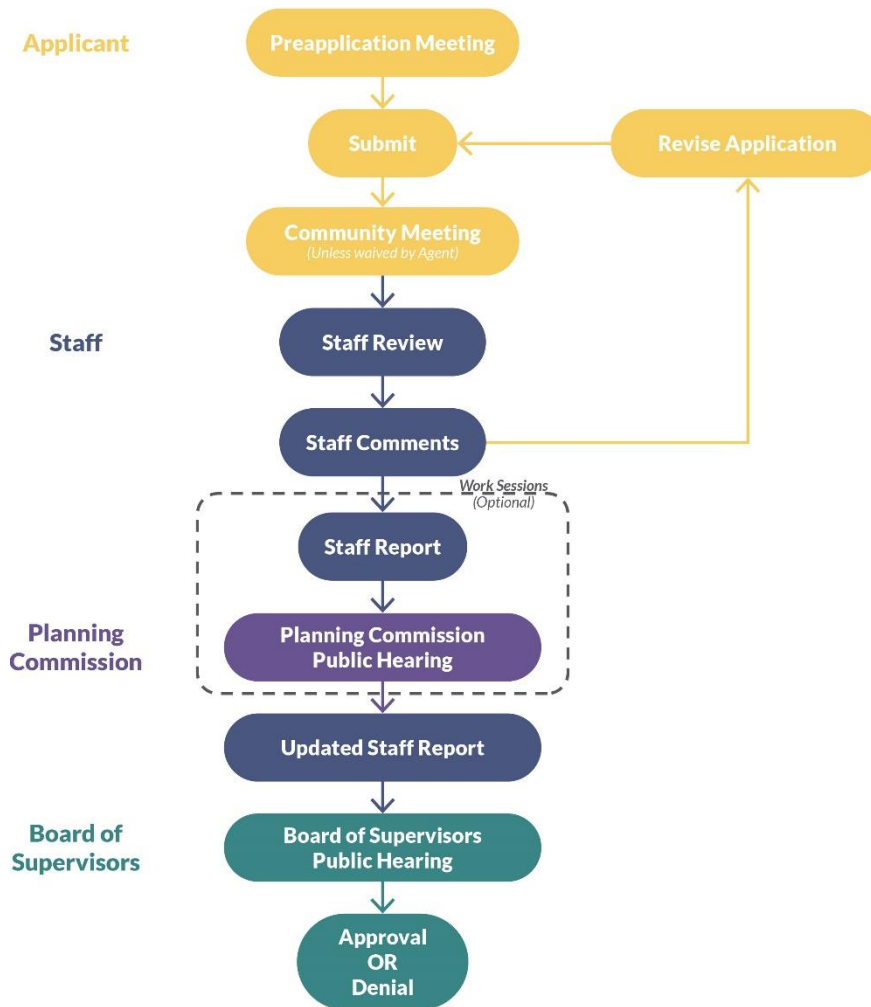 Applicant
Preapplication Meeting
Submit
Revise Application
Community Meeting
(Unless waived by Agent)
Staff
Staff Review
Staff Comments
Work Sessions
(Optional)
Staff Report
Planning
Commission
Planning Commission
Public Hearing
Updated Staff Report
Board of
Supervisors
Board of Supervisors
Public Hearing
Approval
OR
Denial